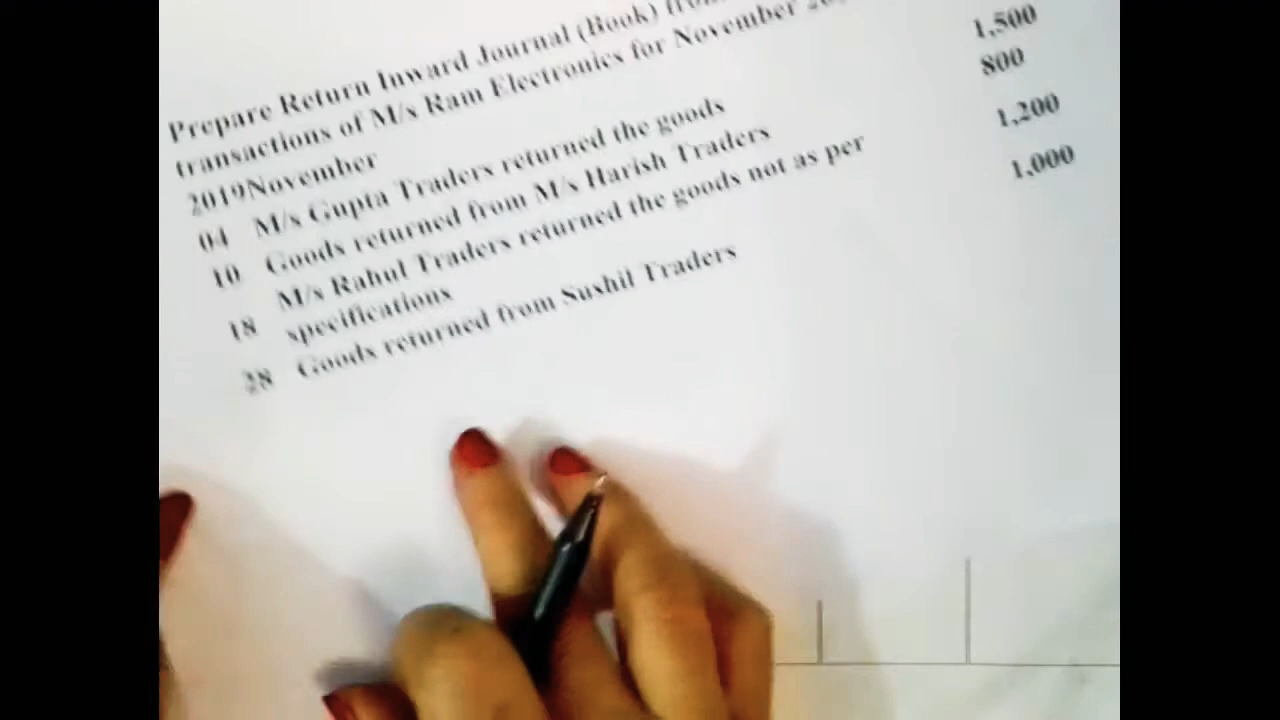 Prepare Return Inward Journal (Book)
transactions of M/s Ram Electronics for November
2019November
04 M/s Gupta Traders returned the goods 1,500
10 Goods returned from M/s Harish Traders 800
18 M/s Rahul Traders returned the goods not as per 1,200
specifications
28 Goods returned from Sushil Traders 1,000